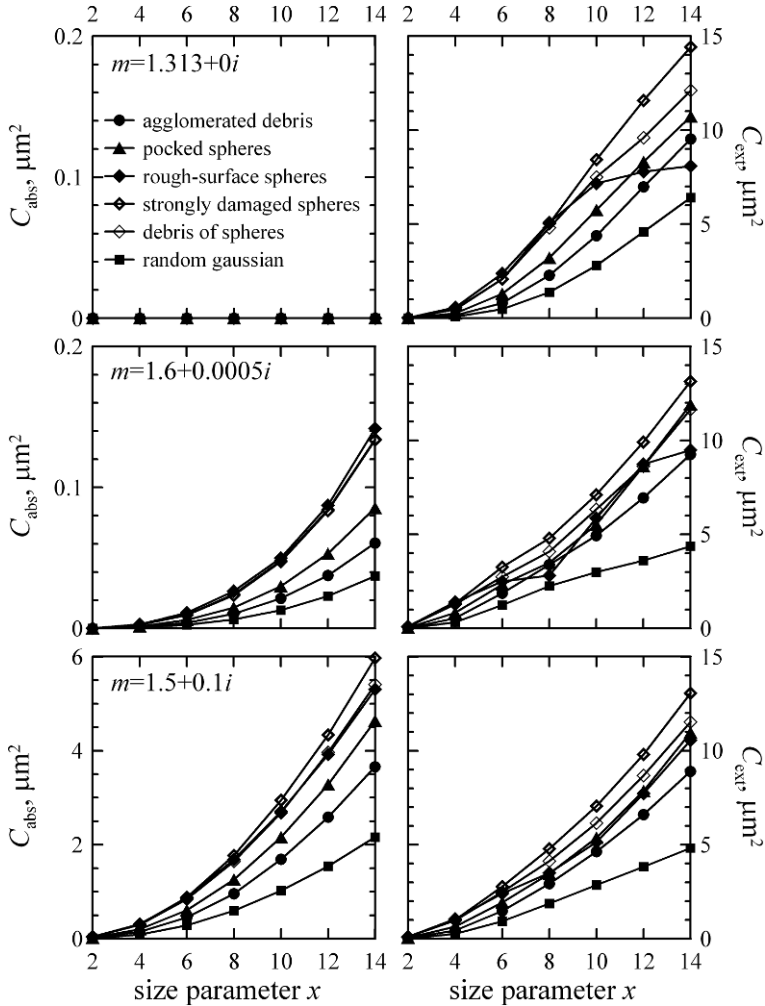 2 4 6 8 10 12 14 2 4 6 8 10 12 14
0.2 15
m=1.313+0i
agglomerated debris
pocked spheres
rough-surface spheres
strongly damaged spheres
debris of spheres
random gaussian
C_abs, μm²
0.1
10
5
C_ext, μm²
0 0
0.2 15
m=1.6+0.0005i
C_abs, μm²
0.1
10
5
C_ext, μm²
0 0
6 15
m=1.5+0.1i
C_abs, μm²
4
2
10
5
C_ext, μm²
0 0
2 4 6 8 10 12 14 2 4 6 8 10 12 14
size parameter x size parameter x